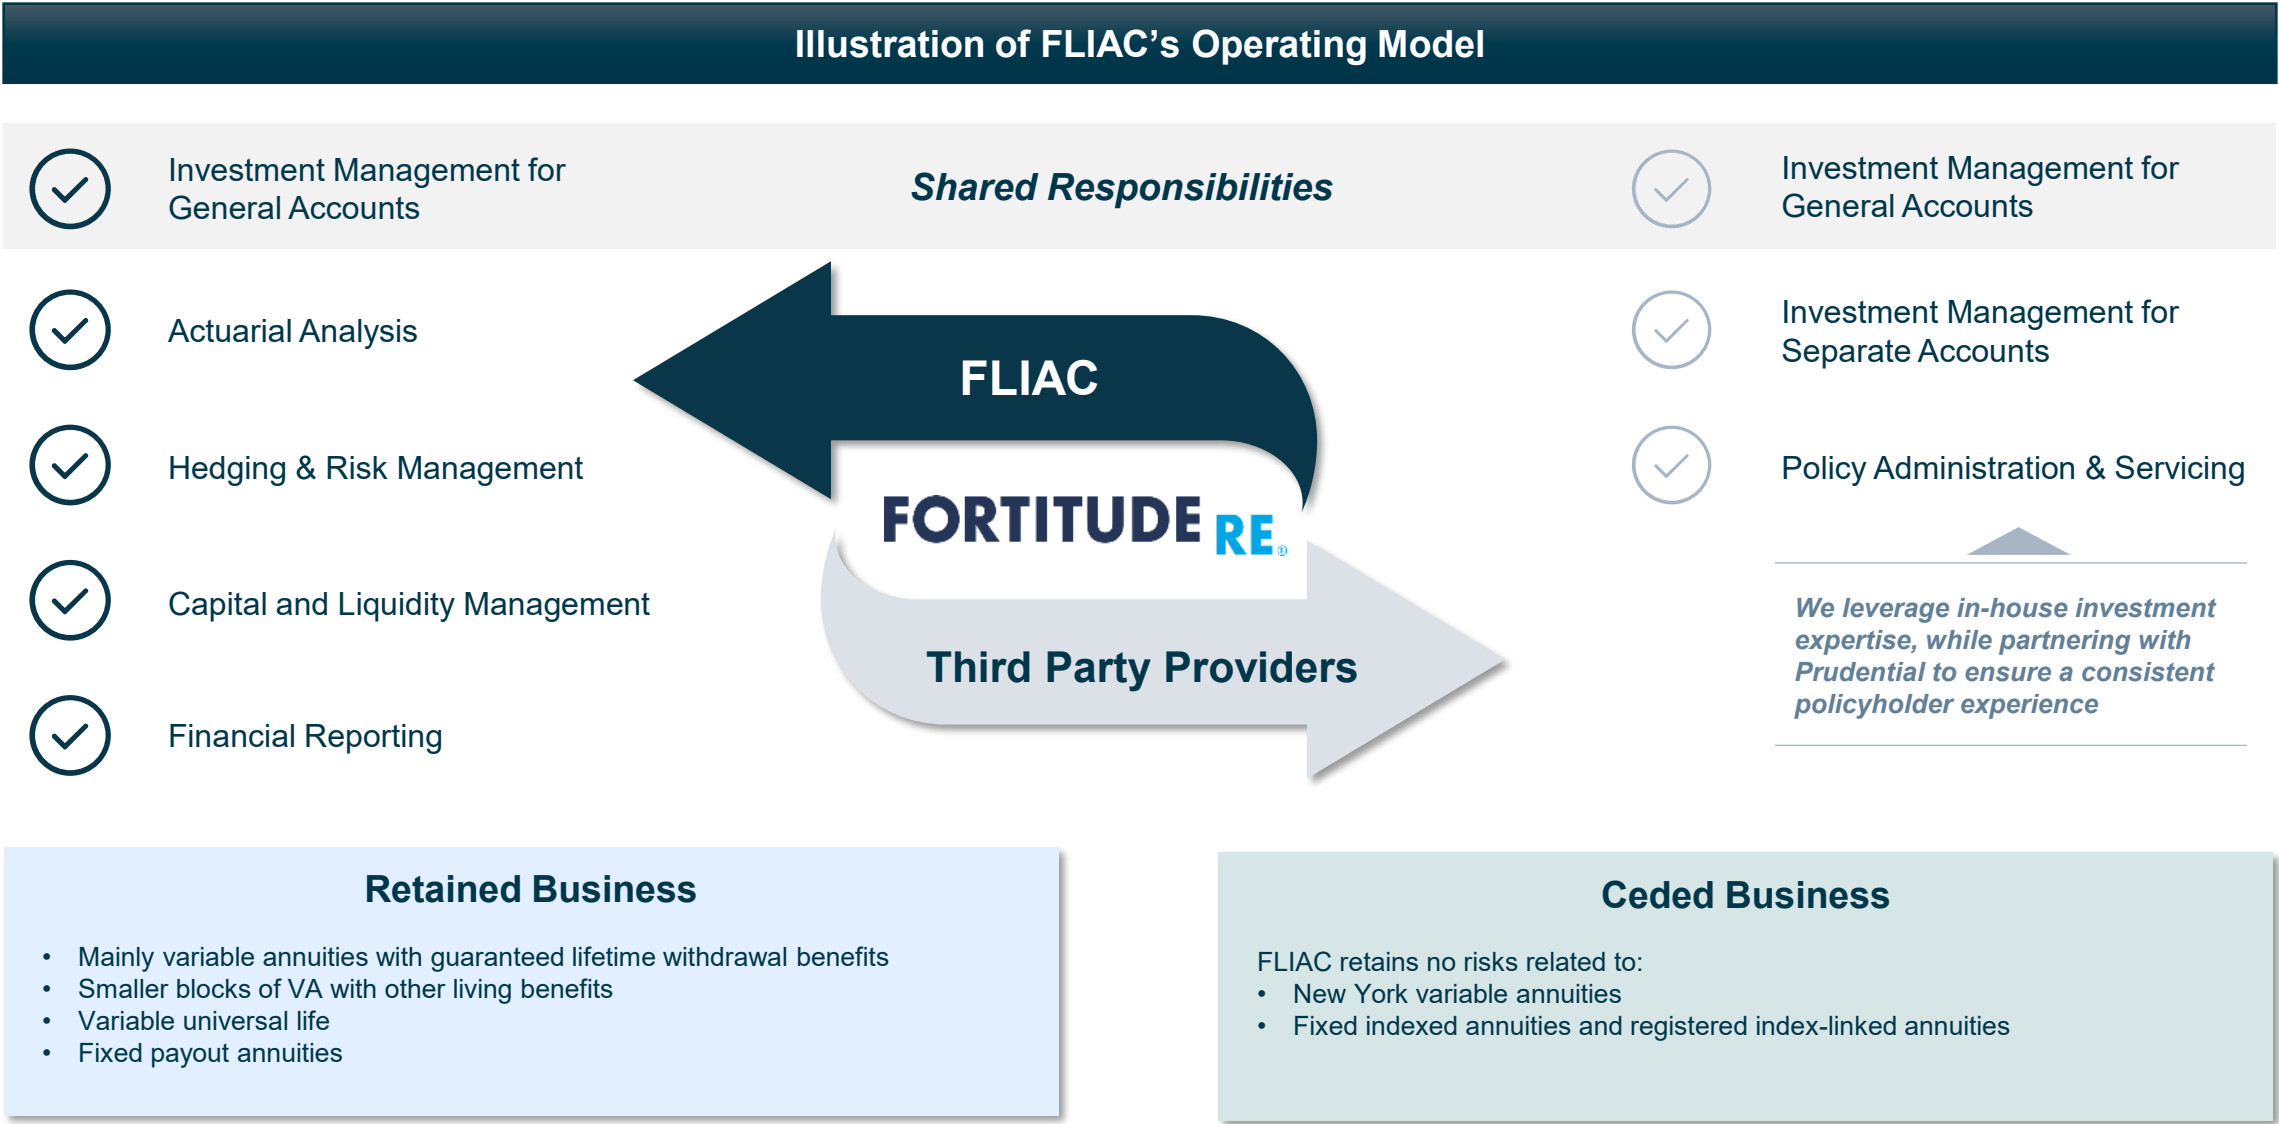 Illustration of FLIAC’s Operating Model
Investment Management for
General Accounts
Shared Responsibilities
Investment Management for
General Accounts
Actuarial Analysis
Hedging & Risk Management
Capital and Liquidity Management
Financial Reporting
FLIAC
FORTITUDE RE®
Third Party Providers
Investment Management for
Separate Accounts
Policy Administration & Servicing
We leverage in-house investment
expertise, while partnering with
Prudential to ensure a consistent
policyholder experience
Retained Business
• Mainly variable annuities with guaranteed lifetime withdrawal benefits
• Smaller blocks of VA with other living benefits
• Variable universal life
• Fixed payout annuities
Ceded Business
FLIAC retains no risks related to:
• New York variable annuities
• Fixed indexed annuities and registered index-linked annuities